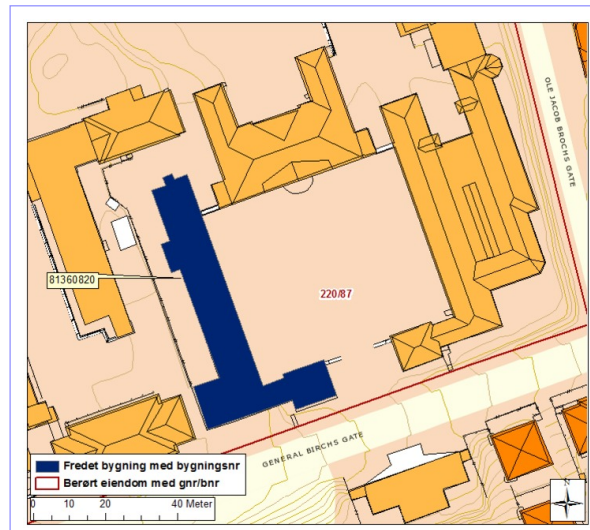 OLE JACOB BROCHS GATE
81360820
220/87
GENERAL BIRCHS GATE
Fredet bygning med bygningsnr
Berørt eiendom med gnr/bnr
0 10 20 40 Meter